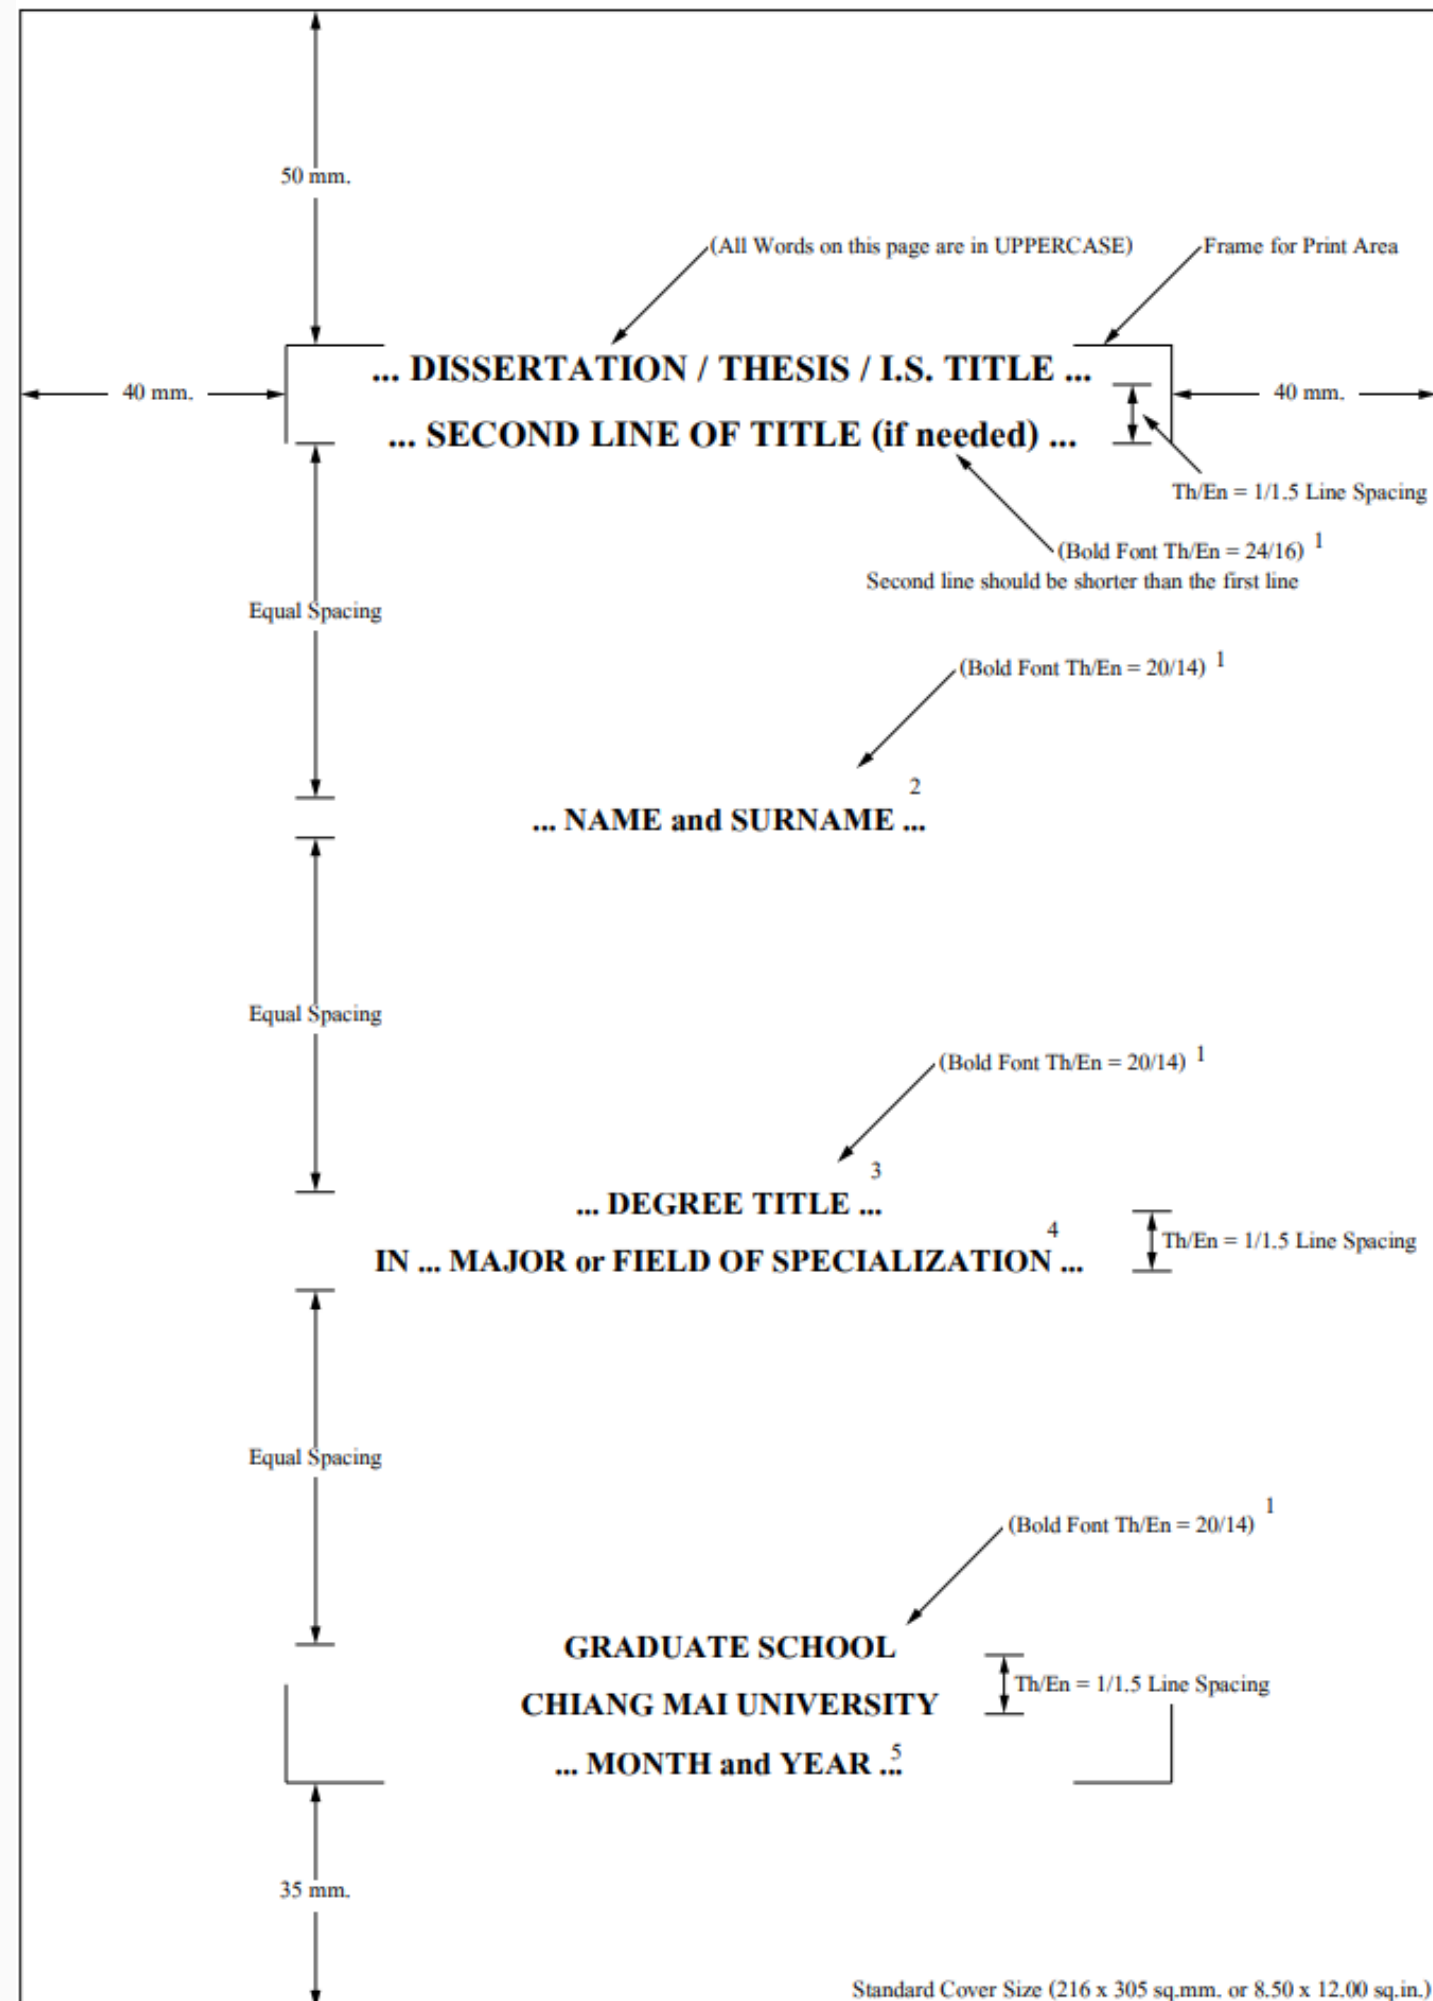 50 mm.
(All Words on this page are in UPPERCASE)
Frame for Print Area
... DISSERTATION / THESIS / I.S. TITLE ...
40 mm.
40 mm.
... SECOND LINE OF TITLE (if needed) ...
Th/En = 1/1.5 Line Spacing
(Bold Font Th/En = 24/16) 1
Second line should be shorter than the first line
Equal Spacing
(Bold Font Th/En = 20/14) 1
... NAME and SURNAME ... 2
Equal Spacing
(Bold Font Th/En = 20/14) 1
... DEGREE TITLE ... 3
IN ... MAJOR or FIELD OF SPECIALIZATION ... 4
Th/En = 1/1.5 Line Spacing
Equal Spacing
(Bold Font Th/En = 20/14) 1
GRADUATE SCHOOL
Th/En = 1/1.5 Line Spacing
CHIANG MAI UNIVERSITY
... MONTH and YEAR ... 5
35 mm.
Standard Cover Size (216 x 305 sq.mm. or 8.50 x 12.00 sq.in.)